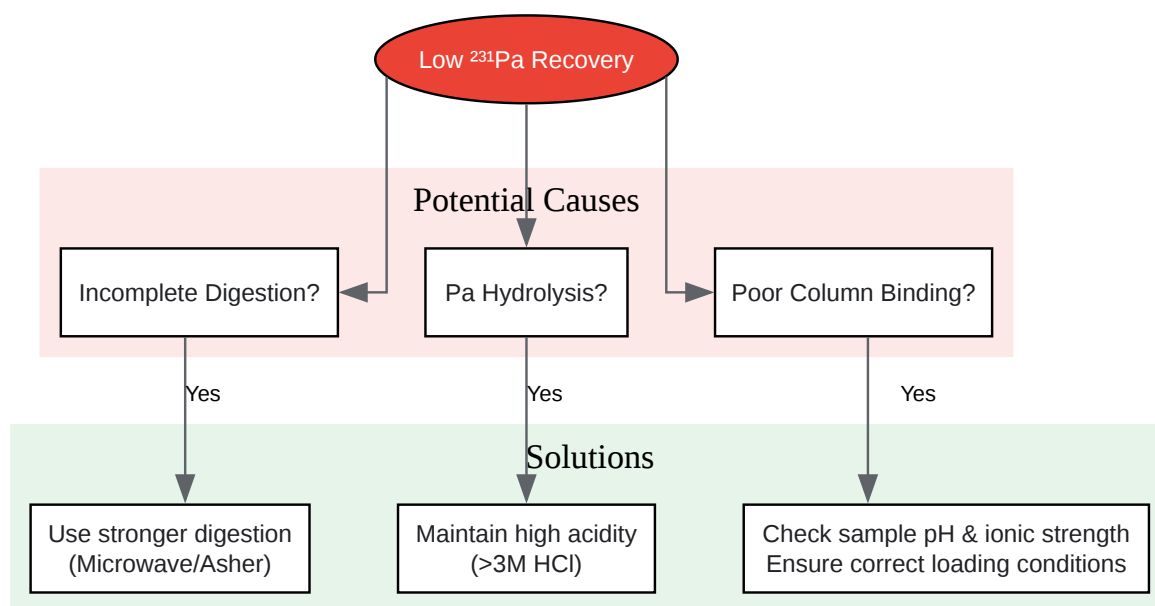 Low ²³¹Pa Recovery
Potential Causes
Incomplete Digestion?
Pa Hydrolysis?
Poor Column Binding?
Yes
Yes
Yes
Solutions
Use stronger digestion
(Microwave/Asher)
Maintain high acidity
(>3M HCl)
Check sample pH & ionic strength
Ensure correct loading conditions